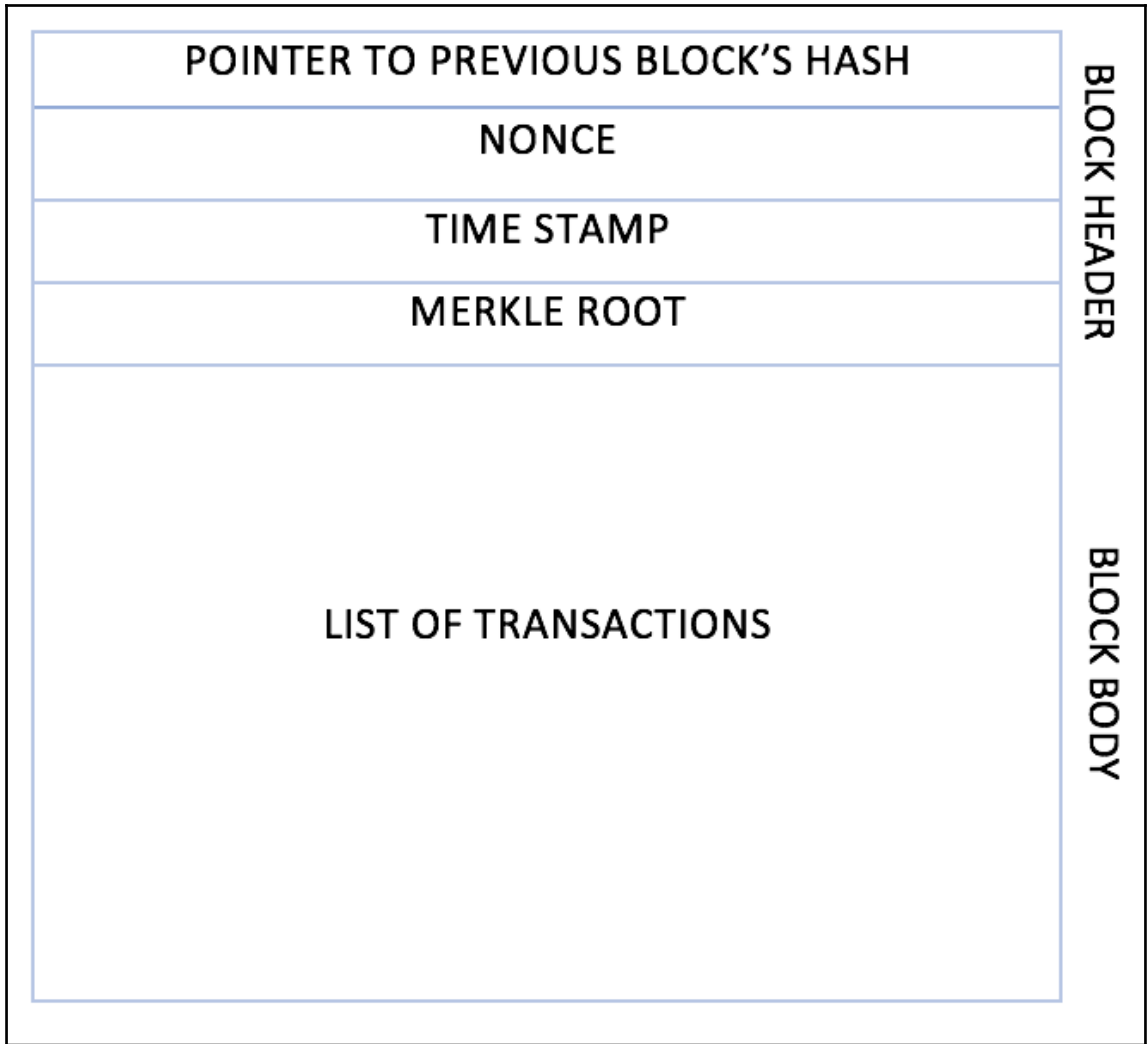 POINTER TO PREVIOUS BLOCK’S HASH
NONCE
TIME STAMP
MERKLE ROOT
BLOCK HEADER
LIST OF TRANSACTIONS
BLOCK BODY